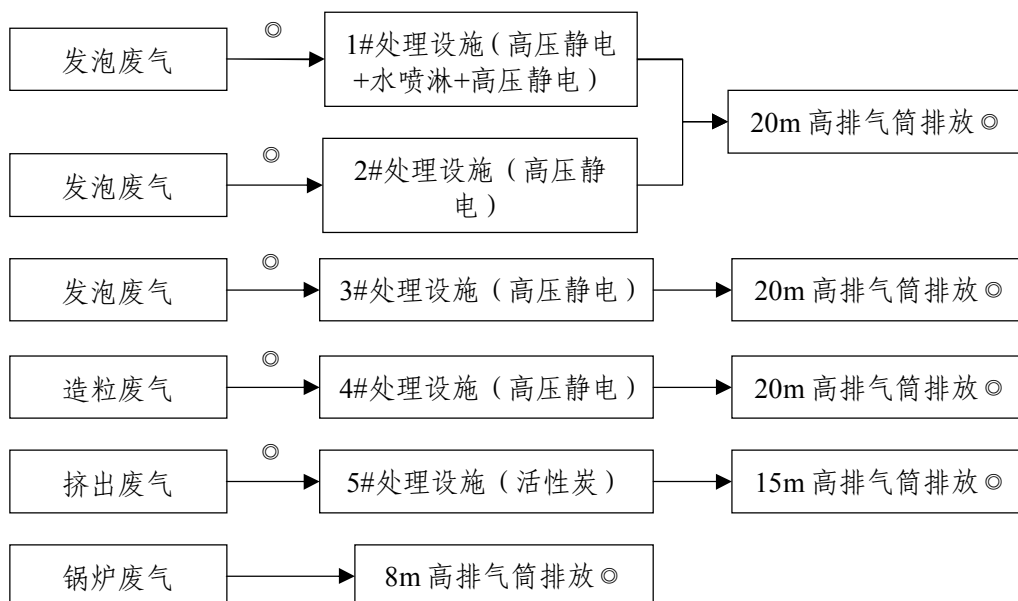 ◎
发泡废气
1#处理设施（高压静电
+水喷淋+高压静电）
20m 高排气筒排放◎
◎
发泡废气
2#处理设施（高压静
电）
◎
发泡废气
3#处理设施（高压静电）
20m 高排气筒排放◎
◎
造粒废气
4#处理设施（高压静电）
20m 高排气筒排放◎
◎
挤出废气
5#处理设施（活性炭）
15m 高排气筒排放◎
锅炉废气
8m 高排气筒排放◎